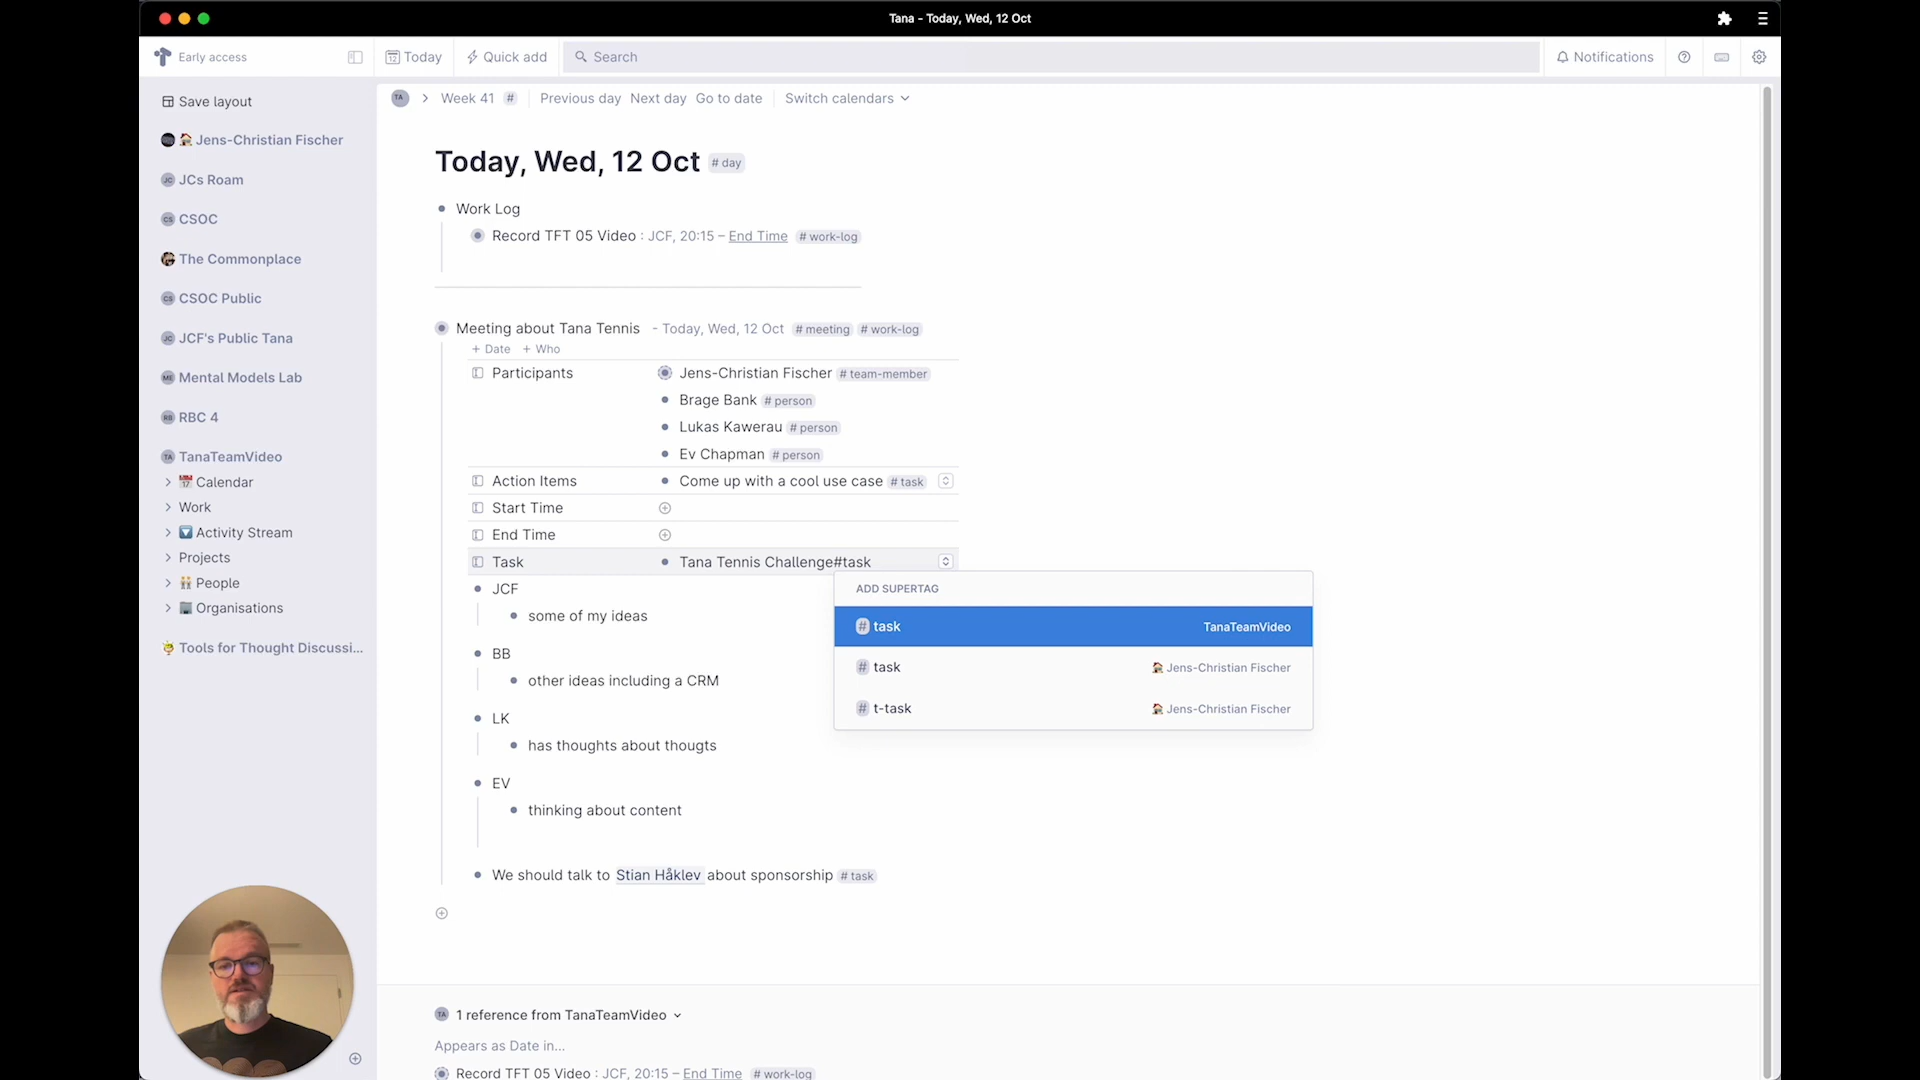 Tana - Today, Wed, 12 Oct
Early access
Today
Quick add
Search
Notifications
Save layout
Jens-Christian Fischer
JCs Roam
CSOC
The Commonplace
CSOC Public
JCF's Public Tana
Mental Models Lab
RBC 4
TanaTeamVideo
Calendar
Work
Activity Stream
Projects
People
Organisations
Tools for Thought Discussi...
TA > Week 41 # Previous day Next day Go to date Switch calendars
Today, Wed, 12 Oct # day
Work Log
Record TFT 05 Video : JCF, 20:15 – End Time # work-log
Meeting about Tana Tennis - Today, Wed, 12 Oct # meeting # work-log
+ Date + Who
Participants
Jens-Christian Fischer # team-member
Brage Bank # person
Lukas Kawerau # person
Ev Chapman # person
Action Items Come up with a cool use case # task
Start Time
End Time
Task Tana Tennis Challenge#task
ADD SUPERTAG
# task TanaTeamVideo
# task Jens-Christian Fischer
# t-task Jens-Christian Fischer
JCF
some of my ideas
BB
other ideas including a CRM
LK
has thoughts about thougts
EV
thinking about content
We should talk to Stian Håklev about sponsorship # task
TA 1 reference from TanaTeamVideo
Appears as Date in...
Record TFT 05 Video : JCF, 20:15 – End Time # work-log